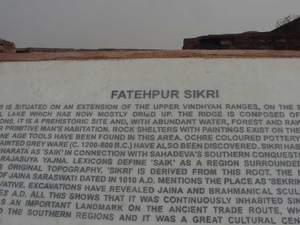 FATEHPUR SIKRI
IS SITUATED ON AN EXTENSION OF THE UPPER VINDHYAN RANGES, ON THE
LAKE WHICH HAS NOW MOSTLY DRIED UP. THE RIDGE IS COMPOSED OF
IT IS A PREHISTORIC SITE AND, WITH ABUNDANT WATER, FOREST AND
PRIMITIVE MAN'S HABITATION. ROCK SHELTERS WITH PAINTINGS EXIST ON THE
AGE TOOLS HAVE BEEN FOUND IN THIS AREA. OCHRE COLOURED POTTERY
PAINTED GREY WARE (C. 1200-800 B.C.) HAVE ALSO BEEN DISCOVERED. SIKRI HAS
AS 'SAIK' IN CONNECTION WITH SAHADEVA'S SOUTHERN CONQUEST
RAJASUYA YAJNA. LEXICONS DEFINE 'SAIK' AS A REGION SURROUNDED
ORIGINAL TOPOGRAPHY, 'SIKRI' IS DERIVED FROM THIS ROOT. THE
OF JAINA SARASWATI DATED IN 1010 A.D. MENTIONS THE PLACE AS
EXCAVATIONS HAVE REVEALED JAINA AND BRAHMANICAL
A.D. ALL THIS SHOWS THAT IT WAS CONTINUOUSLY INHABITED
AS AN IMPORTANT LANDMARK ON THE ANCIENT TRADE ROUTE,
THE SOUTHERN REGIONS AND IT WAS A GREAT